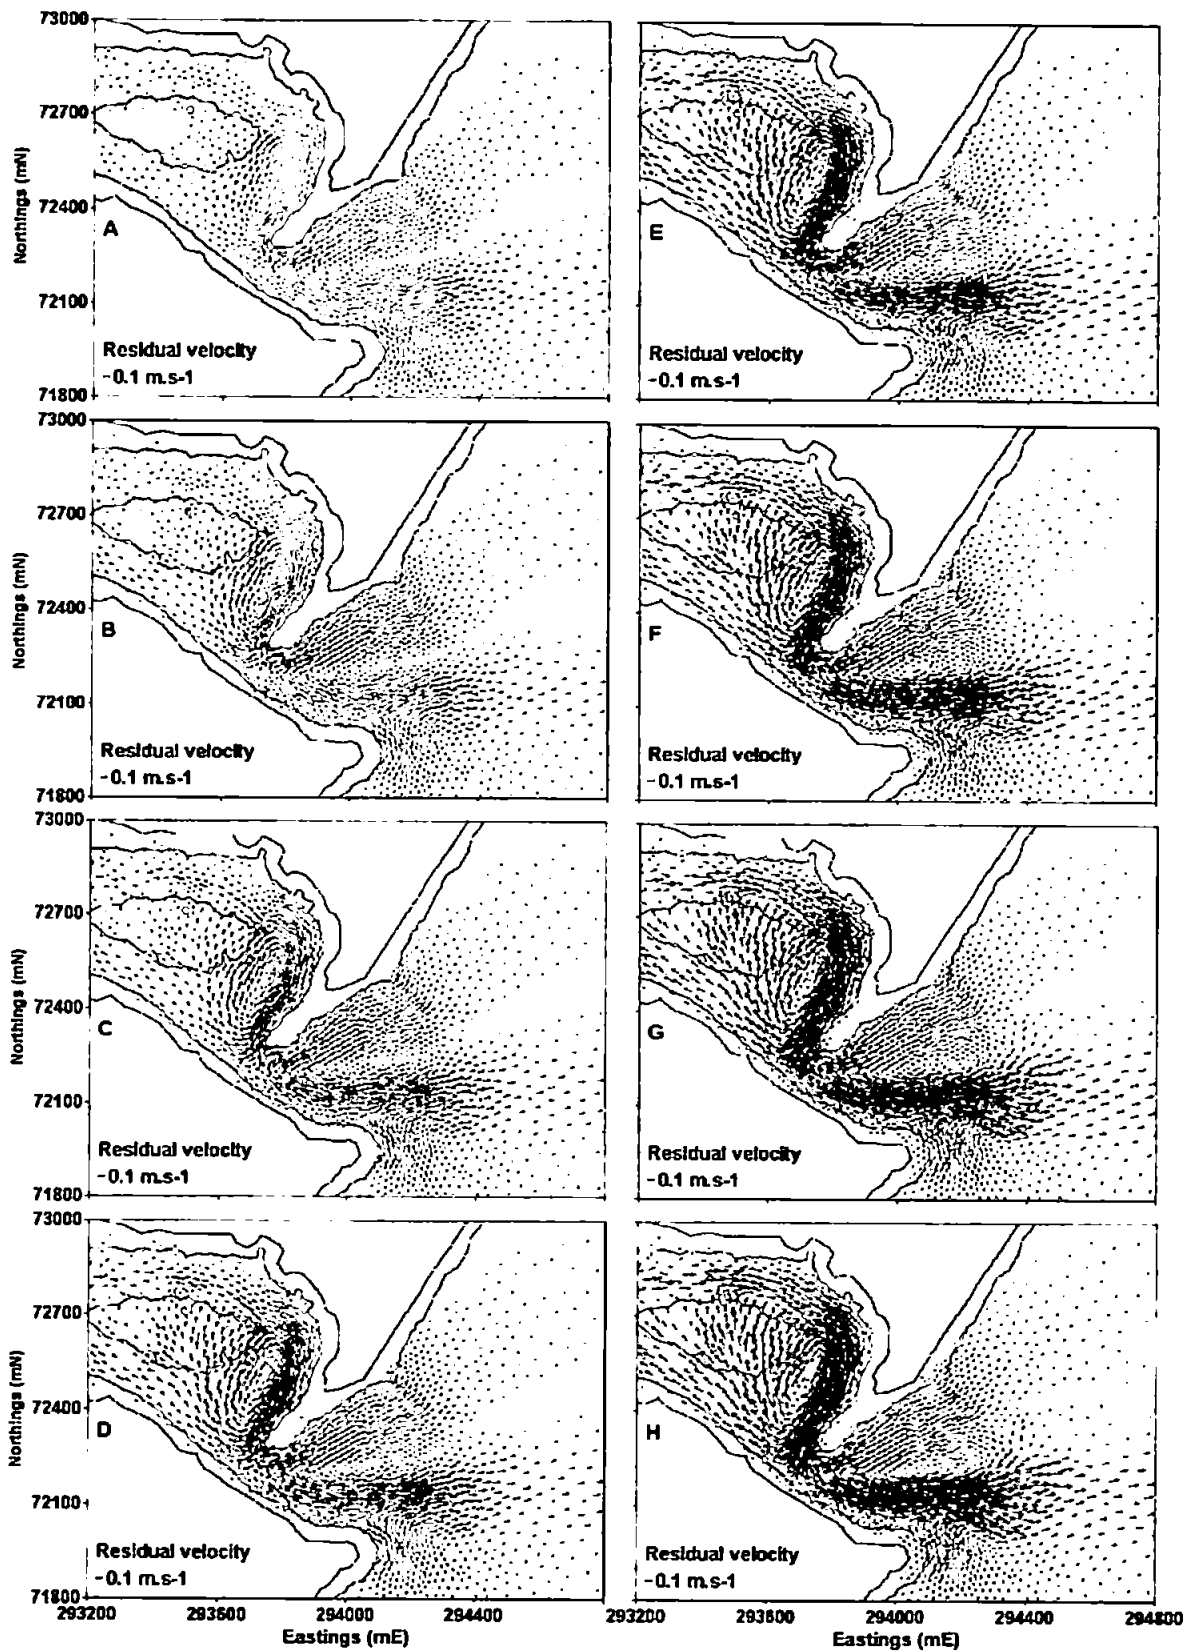 73000
72700
72400
72100
71800
Northings (mN)
A
Residual velocity
-0.1 m.s-1
E
Residual velocity
-0.1 m.s-1
73000
72700
72400
72100
71800
Northings (mN)
B
Residual velocity
-0.1 m.s-1
F
Residual velocity
-0.1 m.s-1
73000
72700
72400
72100
71800
Northings (mN)
C
Residual velocity
-0.1 m.s-1
G
Residual velocity
-0.1 m.s-1
73000
72700
72400
72100
71800
Northings (mN)
D
Residual velocity
-0.1 m.s-1
H
Residual velocity
-0.1 m.s-1
293200 293600 294000 294400
Eastings (mE)
293200 293600 294000 294400 294800
Eastings (mE)